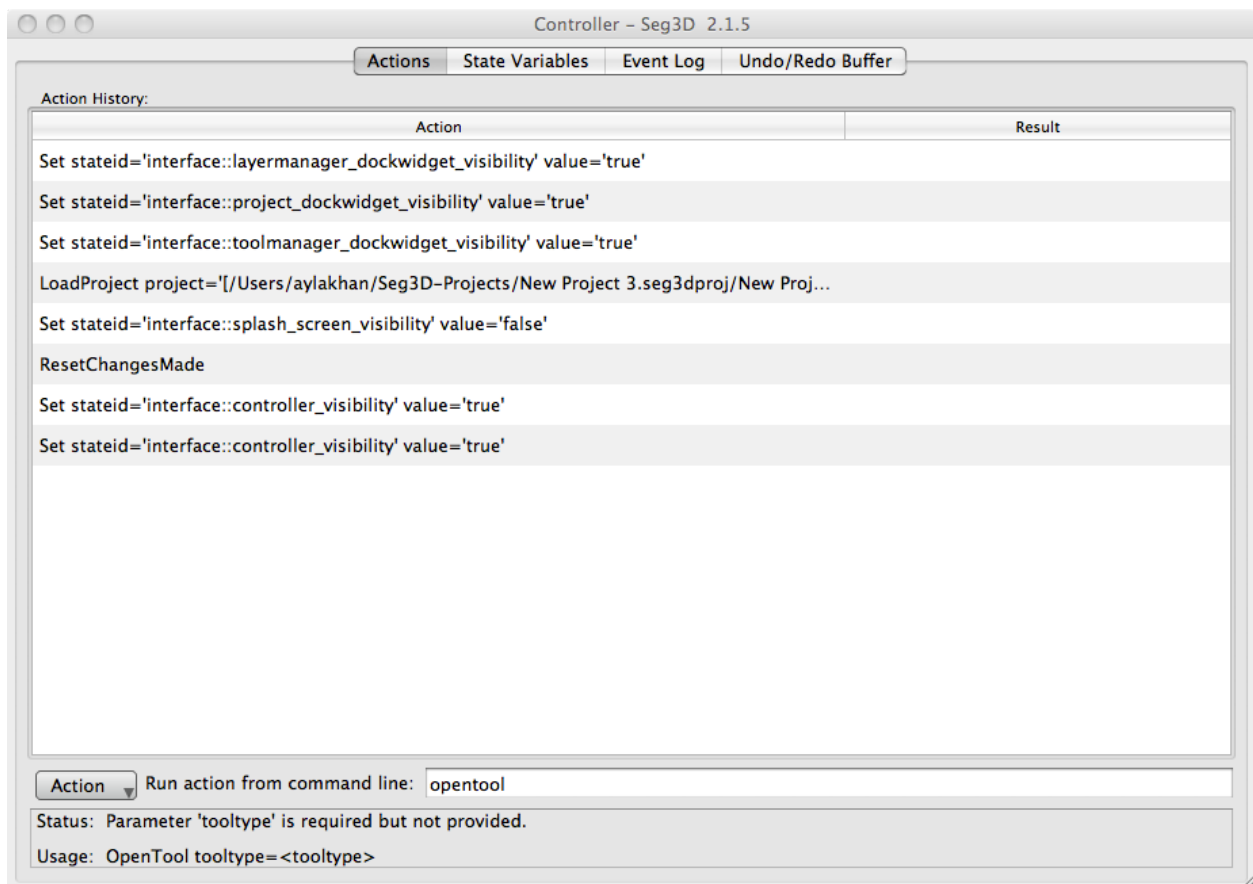 Controller – Seg3D 2.1.5
Actions State Variables Event Log Undo/Redo Buffer
Action History:
Action Result
Set stateid='interface::layermanager_dockwidget_visibility' value='true'
Set stateid='interface::project_dockwidget_visibility' value='true'
Set stateid='interface::toolmanager_dockwidget_visibility' value='true'
LoadProject project='[/Users/aylakhan/Seg3D-Projects/New Project 3.seg3dproj/New Proj...
Set stateid='interface::splash_screen_visibility' value='false'
ResetChangesMade
Set stateid='interface::controller_visibility' value='true'
Set stateid='interface::controller_visibility' value='true'
Action Run action from command line: opentool
Status: Parameter 'tooltype' is required but not provided.
Usage: OpenTool tooltype=<tooltype>